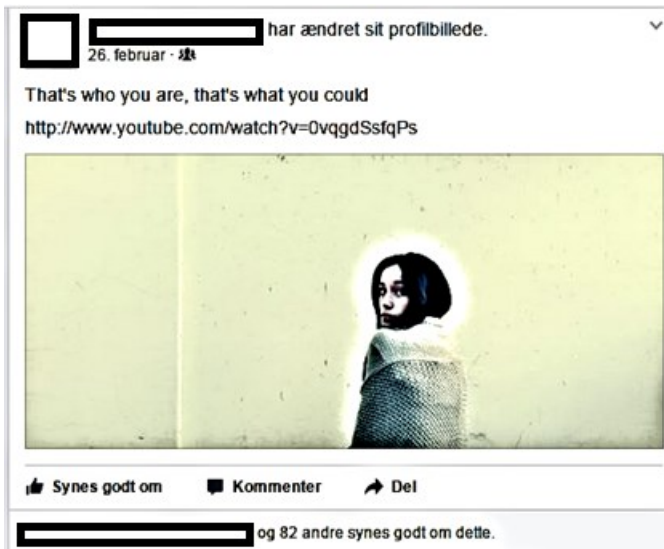 har ændret sit profilbillede.
26. februar ·
That's who you are, that's what you could
http://www.youtube.com/watch?v=0vqgdSsfqPs
Synes godt om Kommenter Del
og 82 andre synes godt om dette.